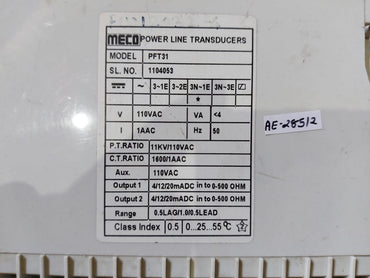 MECO POWER LINE TRANSDUCERS
MODEL PFT31
SL. NO. 1104053
3~1E 3~2E 3N~1E 3N~3E
*
V 110VAC VA <4
I 1AAC Hz 50
P.T.RATIO 11KV/110VAC
C.T.RATIO 1600/1AAC
Aux. 110VAC
Output 1 4/12/20mADC in to 0-500 OHM
Output 2 4/12/20mADC in to 0-500 OHM
Range 0.5LAG/1.0/0.5LEAD
Class Index 0.5 0...25...55°C 2
AE-28512